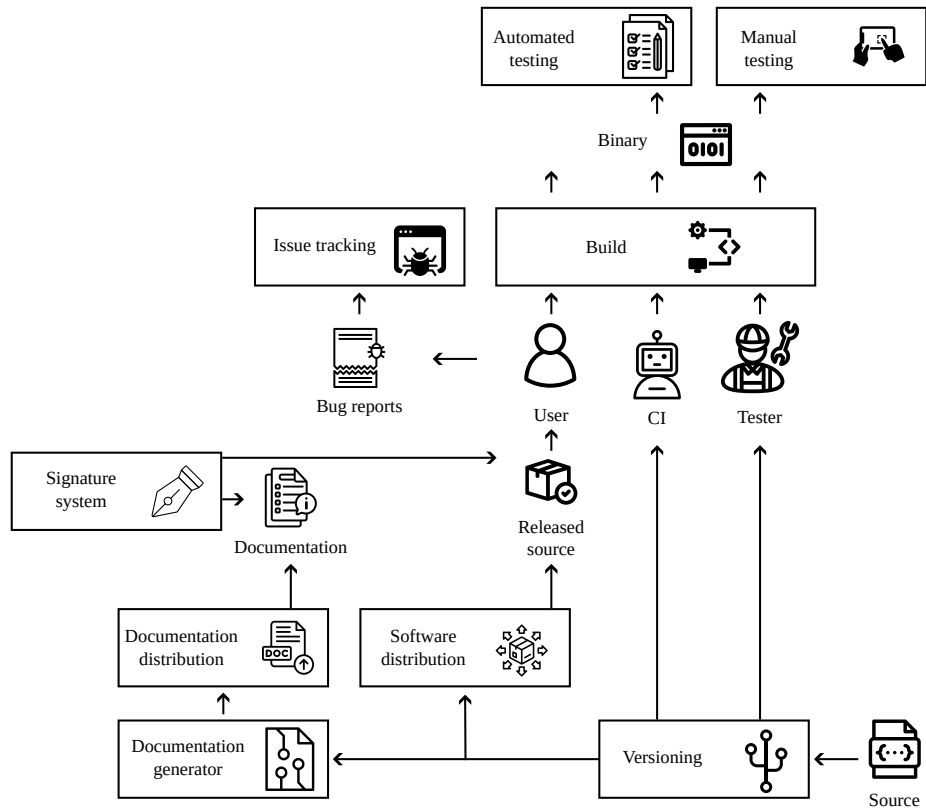 Automated
testing
Manual
testing
Binary
0101
Issue tracking
Build
Bug reports
User
CI
Tester
Signature
system
Documentation
Released
source
Documentation
distribution
DOC
Software
distribution
Documentation
generator
Versioning
{···}
Source